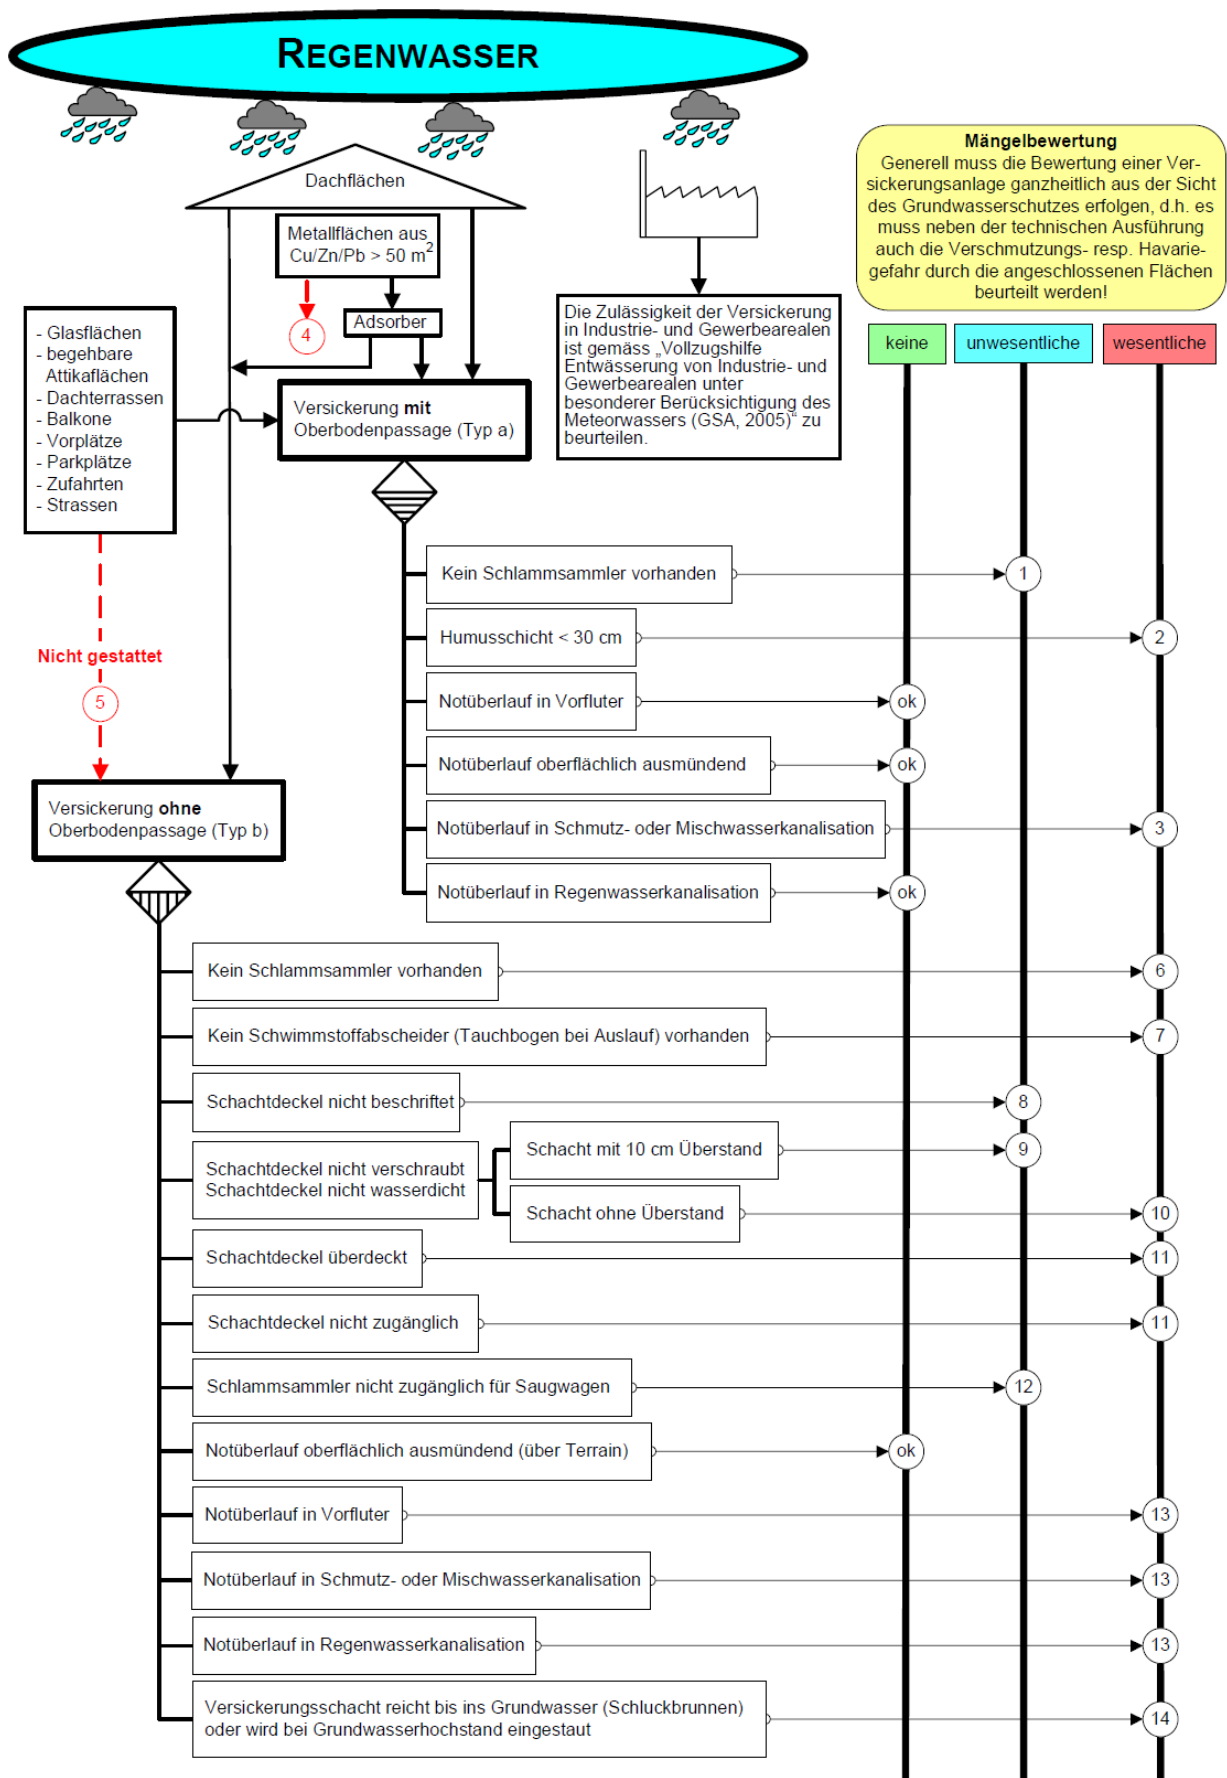 REGENWASSER
Dachflächen
Metallflächen aus
Cu/Zn/Pb > 50 m²
4
Adsorber
- Glasflächen
- begehbare
Attikaflächen
- Dachterrassen
- Balkone
- Vorplätze
- Parkplätze
- Zufahrten
- Strassen
Versickerung mit
Oberbodenpassage (Typ a)
Die Zulässigkeit der Versickerung
in Industrie- und Gewerbearealen
ist gemäss „Vollzugshilfe
Entwässerung von Industrie- und
Gewerbearealen unter
besonderer Berücksichtigung des
Meteorwassers (GSA, 2005)“ zu
beurteilen.
Mängelbewertung
Generell muss die Bewertung einer Ver-
sickerungsanlage ganzheitlich aus der Sicht
des Grundwasserschutzes erfolgen, d.h. es
muss neben der technischen Ausführung
auch die Verschmutzungs- resp. Havarie-
gefahr durch die angeschlossenen Flächen
beurteilt werden!
keine
unwesentliche
wesentliche
Kein Schlammsammler vorhanden
1
Humusschicht < 30 cm
2
Nicht gestattet
5
Notüberlauf in Vorfluter
ok
Notüberlauf oberflächlich ausmündend
ok
Versickerung ohne
Oberbodenpassage (Typ b)
Notüberlauf in Schmutz- oder Mischwasserkanalisation
3
Notüberlauf in Regenwasserkanalisation
ok
Kein Schlammsammler vorhanden
6
Kein Schwimmstoffabscheider (Tauchbogen bei Auslauf) vorhanden
7
Schachtdeckel nicht beschriftet
8
Schachtdeckel nicht verschraubt
Schachtdeckel nicht wasserdicht
Schacht mit 10 cm Überstand
9
Schacht ohne Überstand
10
Schachtdeckel überdeckt
11
Schachtdeckel nicht zugänglich
11
Schlammsammler nicht zugänglich für Saugwagen
12
Notüberlauf oberflächlich ausmündend (über Terrain)
ok
Notüberlauf in Vorfluter
13
Notüberlauf in Schmutz- oder Mischwasserkanalisation
13
Notüberlauf in Regenwasserkanalisation
13
Versickerungsschacht reicht bis ins Grundwasser (Schluckbrunnen)
oder wird bei Grundwasserhochstand eingestaut
14